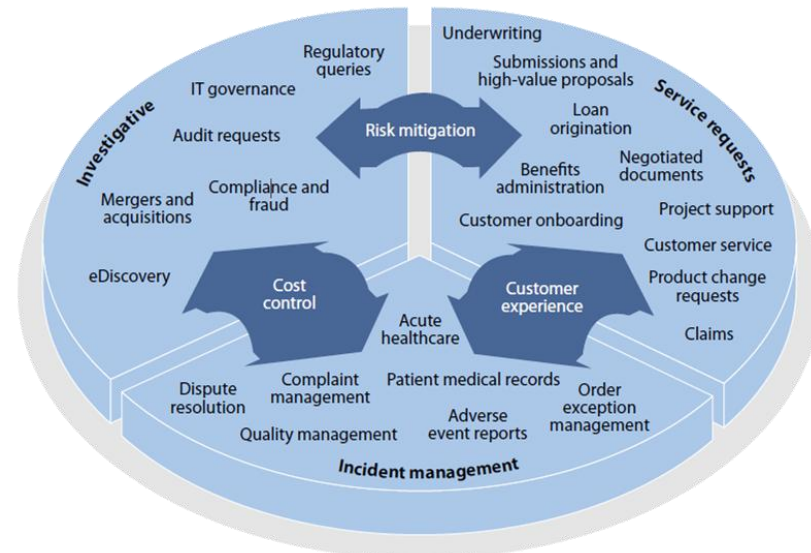 Investigative
Regulatory
queries
IT governance
Audit requests
Compliance and
fraud
Mergers and
acquisitions
eDiscovery
Risk mitigation
Service requests
Underwriting
Submissions and
high-value proposals
Loan
origination
Negotiated
documents
Benefits
administration
Project support
Customer onboarding
Customer service
Product change
requests
Claims
Cost
control
Customer
experience
Acute
healthcare
Dispute
resolution
Complaint
management
Patient medical records
Order
exception
management
Quality management
Adverse
event reports
Incident management